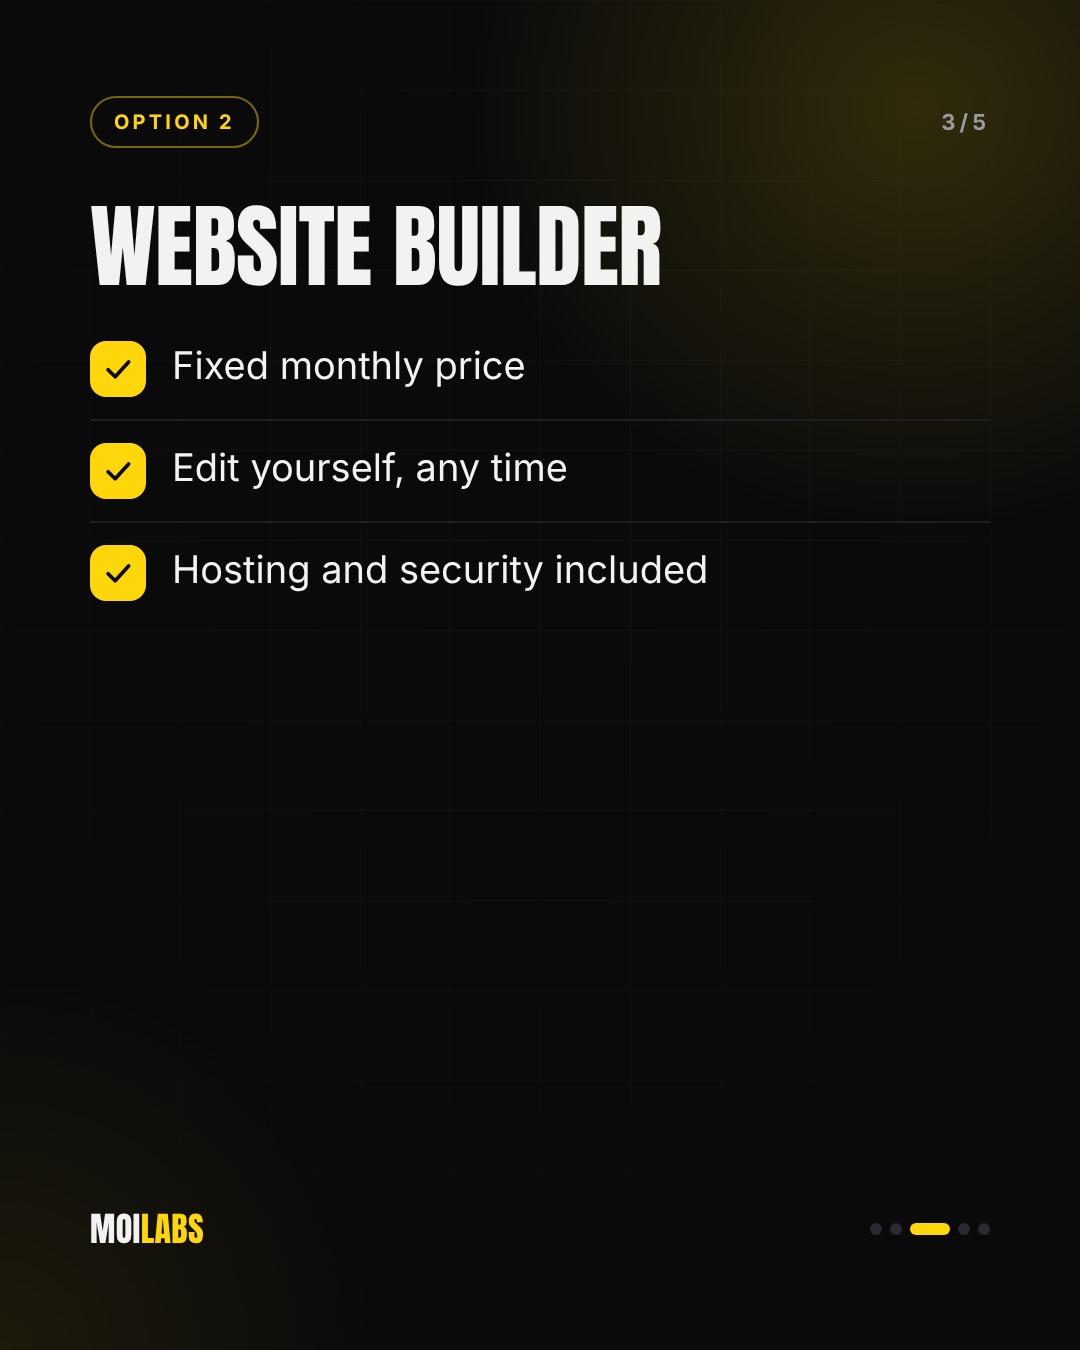 OPTION 2
3/5
WEBSITE BUILDER
Fixed monthly price
Edit yourself, any time
Hosting and security included
MOILABS